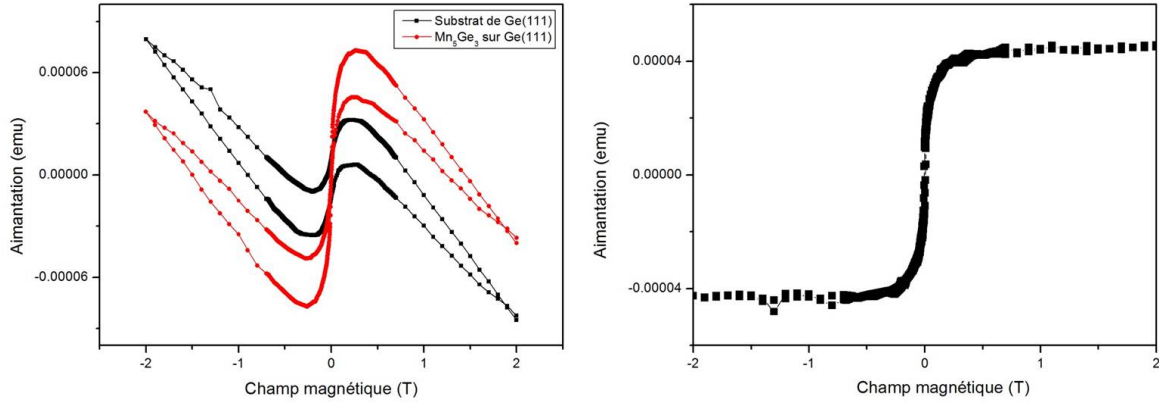 Substrat de Ge(111)
Mn₅Ge₃ sur Ge(111)
0.00006
0.00000
-0.00006
Aimantation (emu)
-2
-1
0
1
2
Champ magnétique (T)
0.00004
0.00000
-0.00004
Aimantation (emu)
-2
-1
0
1
2
Champ magnétique (T)